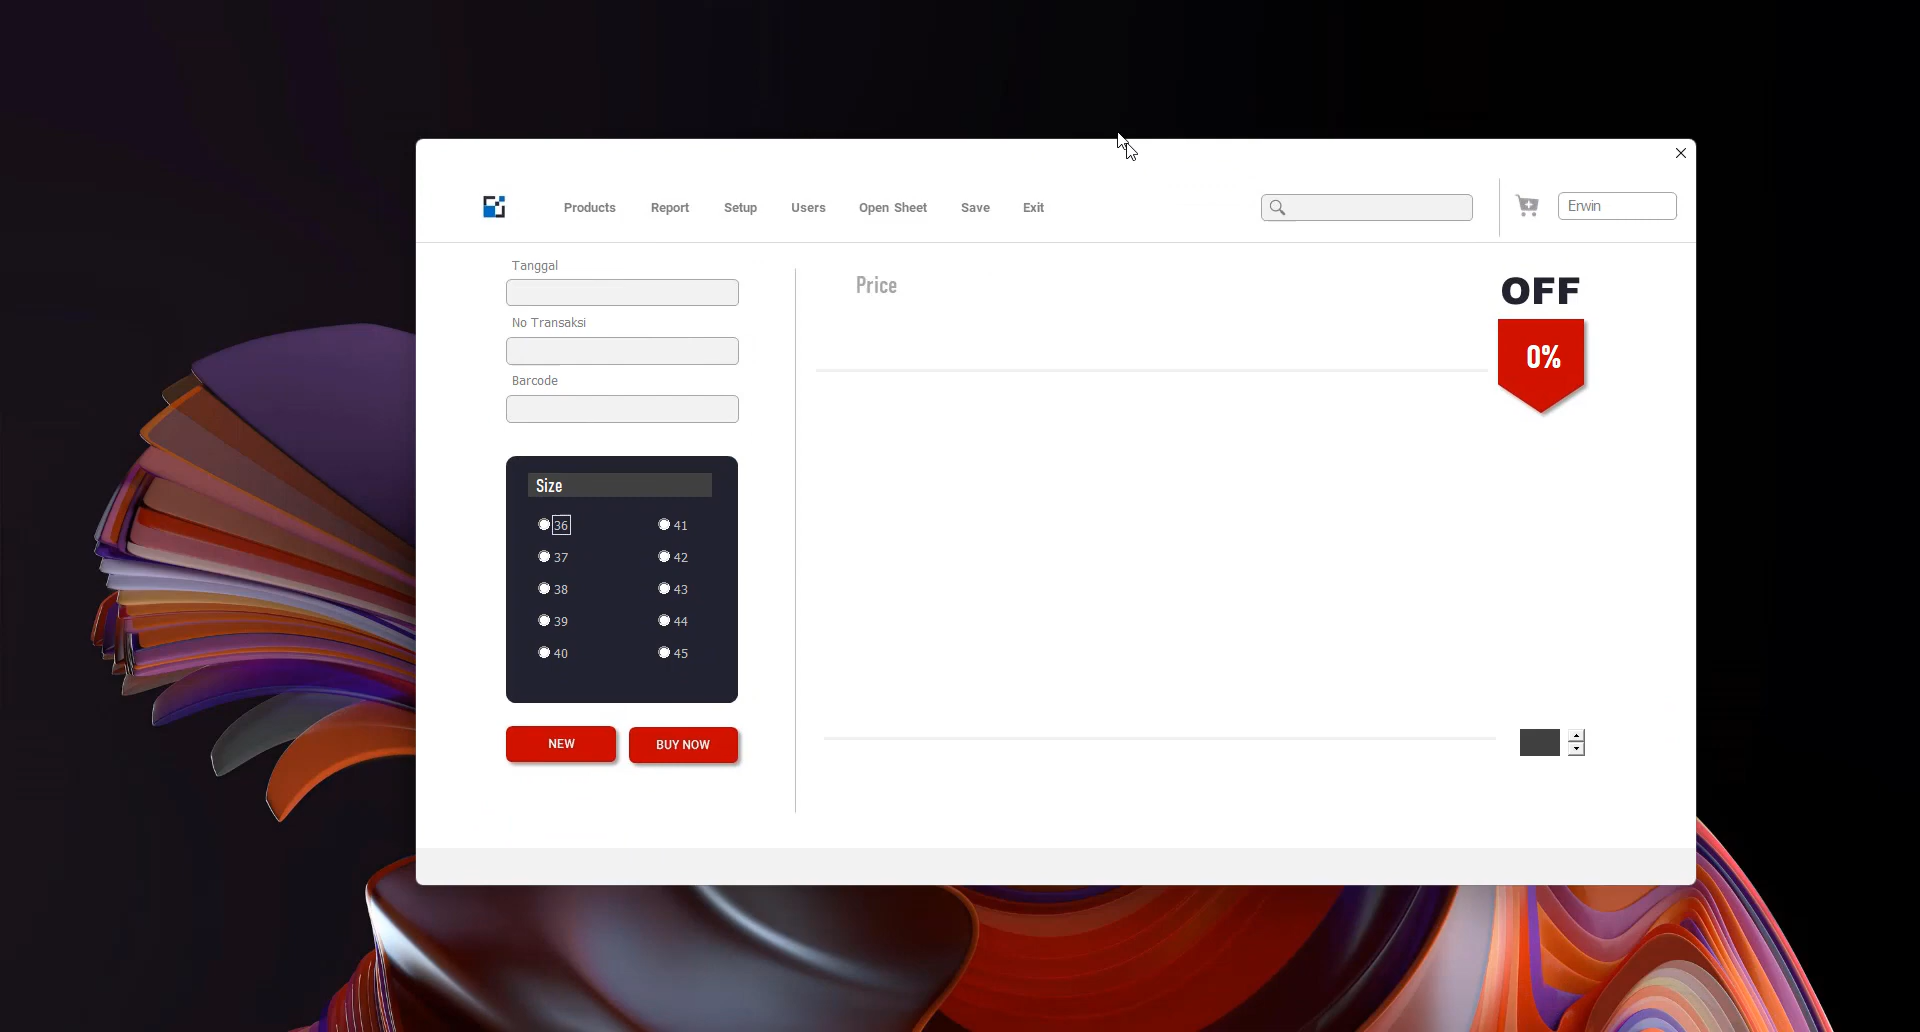 Products Report Setup Users Open Sheet Save Exit
Erwin
Tanggal
No Transaksi
Barcode
Size
36 41
37 42
38 43
39 44
40 45
NEW BUY NOW
Price
OFF
0%